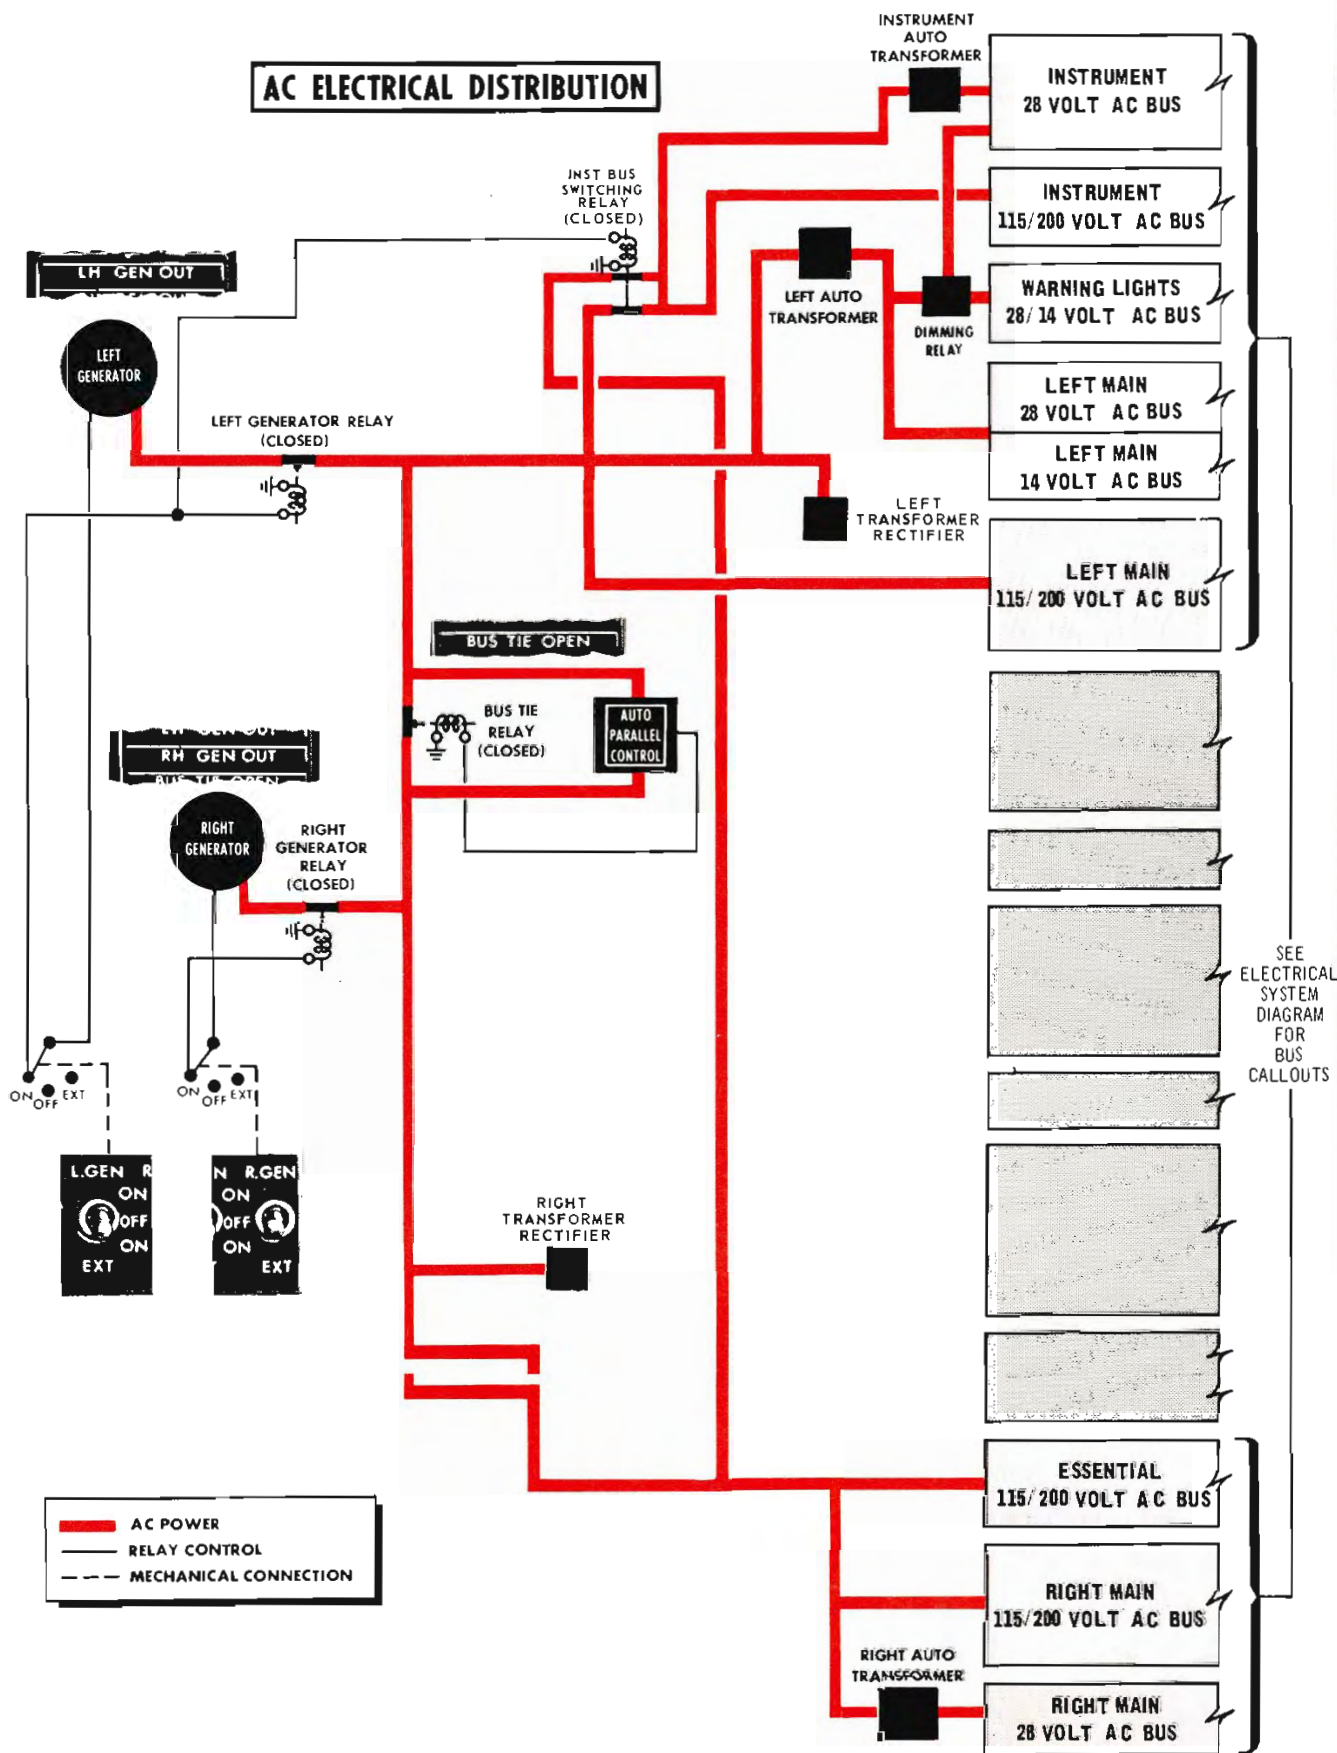 AC ELECTRICAL DISTRIBUTION
INSTRUMENT
AUTO
TRANSFORMER
INSTRUMENT
28 VOLT AC BUS
INST BUS
SWITCHING
RELAY
(CLOSED)
INSTRUMENT
115/200 VOLT AC BUS
LH GEN OUT
LEFT AUTO
TRANSFORMER
DIMMING
RELAY
WARNING LIGHTS
28/14 VOLT AC BUS
LEFT
GENERATOR
LEFT MAIN
28 VOLT AC BUS
LEFT GENERATOR RELAY
(CLOSED)
LEFT MAIN
14 VOLT AC BUS
LEFT
TRANSFORMER
RECTIFIER
LEFT MAIN
115/200 VOLT AC BUS
BUS TIE OPEN
BUS TIE
RELAY
(CLOSED)
AUTO
PARALLEL
CONTROL
LH GEN OUT
RH GEN OUT
BUS TIE OPEN
RIGHT
GENERATOR
RIGHT
GENERATOR
RELAY
(CLOSED)
SEE
ELECTRICAL
SYSTEM
DIAGRAM
FOR
BUS
CALLOUTS
ON
OFF
EXT
ON
OFF
EXT
L.GEN R
ON
OFF
ON
EXT
N R.GEN
ON
OFF
ON
EXT
RIGHT
TRANSFORMER
RECTIFIER
ESSENTIAL
115/200 VOLT AC BUS
AC POWER
RELAY CONTROL
MECHANICAL CONNECTION
RIGHT MAIN
115/200 VOLT AC BUS
RIGHT AUTO
TRANSFORMER
RIGHT MAIN
28 VOLT AC BUS